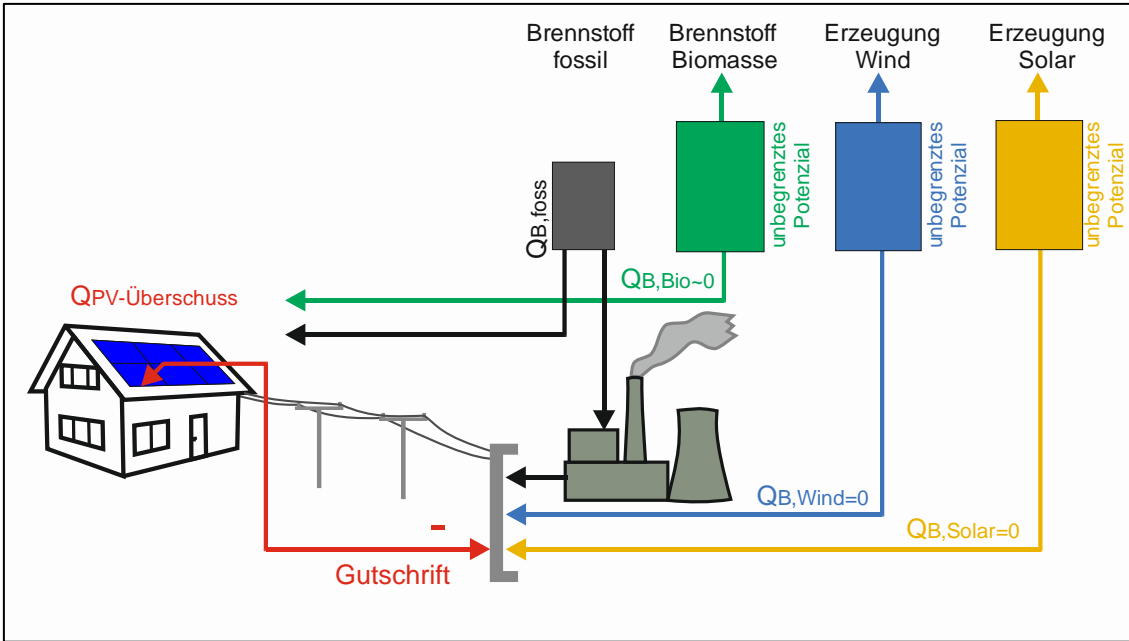 Brennstoff
fossil
Brennstoff
Biomasse
Erzeugung
Wind
Erzeugung
Solar
unbegrenztes
Potenzial
unbegrenztes
Potenzial
unbegrenztes
Potenzial
QB,foss
QB,Bio~0
QPV-Überschuss
QB,Wind=0
QB,Solar=0
-
Gutschrift